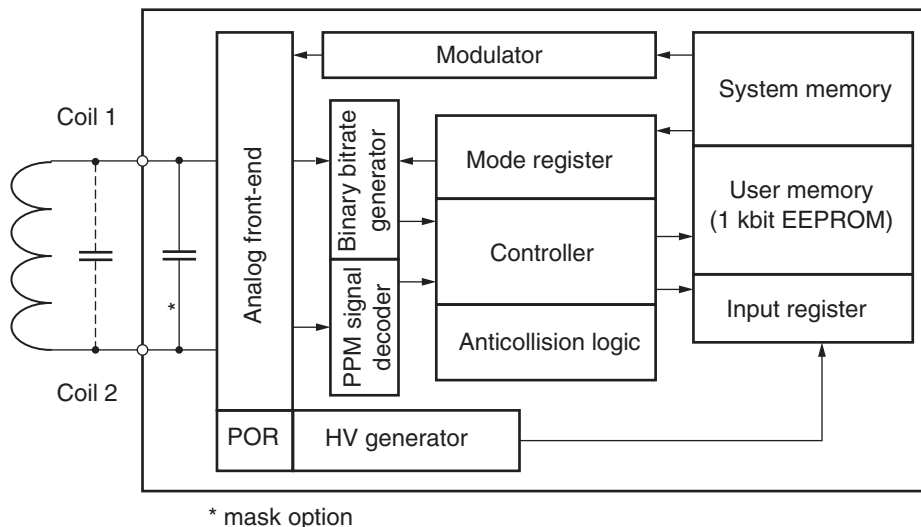 Modulator
System memory
Coil 1
Analog front-end
Binary bitrate
generator
Mode register
User memory
(1 kbit EEPROM)
Controller
*
PPM signal
decoder
Input register
Anticollision logic
Coil 2
POR
HV generator
* mask option